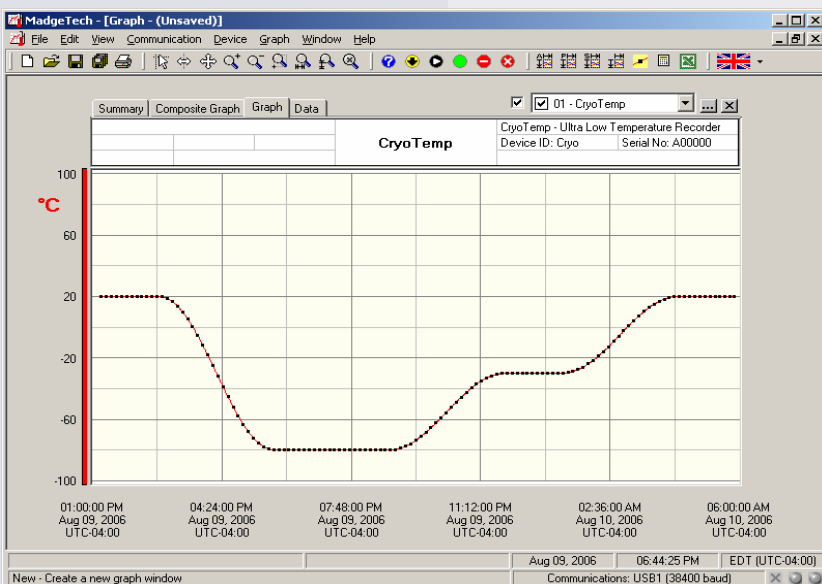 MadgeTech - [Graph - (Unsaved)]
File Edit View Communication Device Graph Window Help
Summary Composite Graph Graph Data
01 - CryoTemp
...
CryoTemp
CryoTemp - Ultra Low Temperature Recorder
Device ID: Cryo Serial No: A00000
°C
100
60
20
-20
-60
-100
01:00:00 PM 04:24:00 PM 07:48:00 PM 11:12:00 PM 02:36:00 AM 06:00:00 AM
Aug 09, 2006 Aug 09, 2006 Aug 09, 2006 Aug 09, 2006 Aug 10, 2006 Aug 10, 2006
UTC-04:00 UTC-04:00 UTC-04:00 UTC-04:00 UTC-04:00 UTC-04:00
Aug 09, 2006 06:44:25 PM EDT (UTC-04:00)
New - Create a new graph window Communications: USB1 (38400 baud)